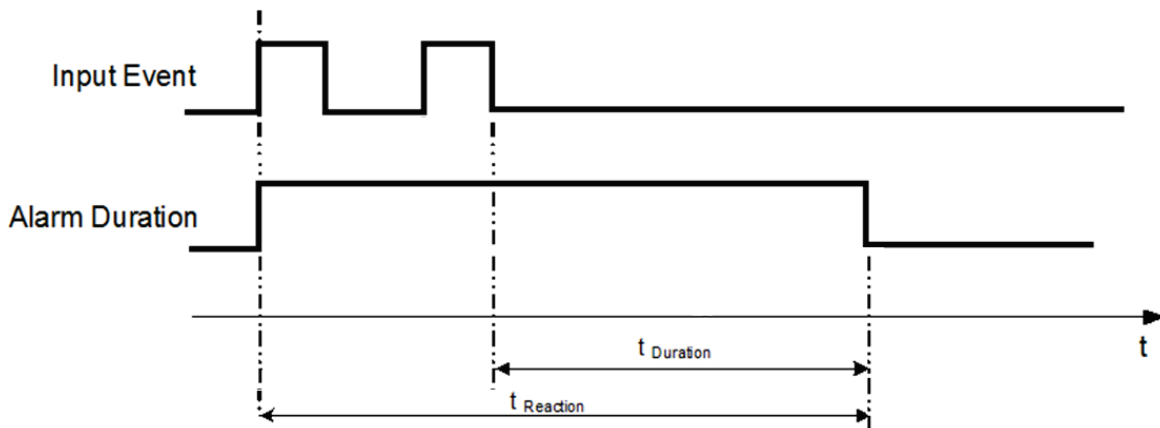 Input Event
Alarm Duration
t
t Duration
t Reaction